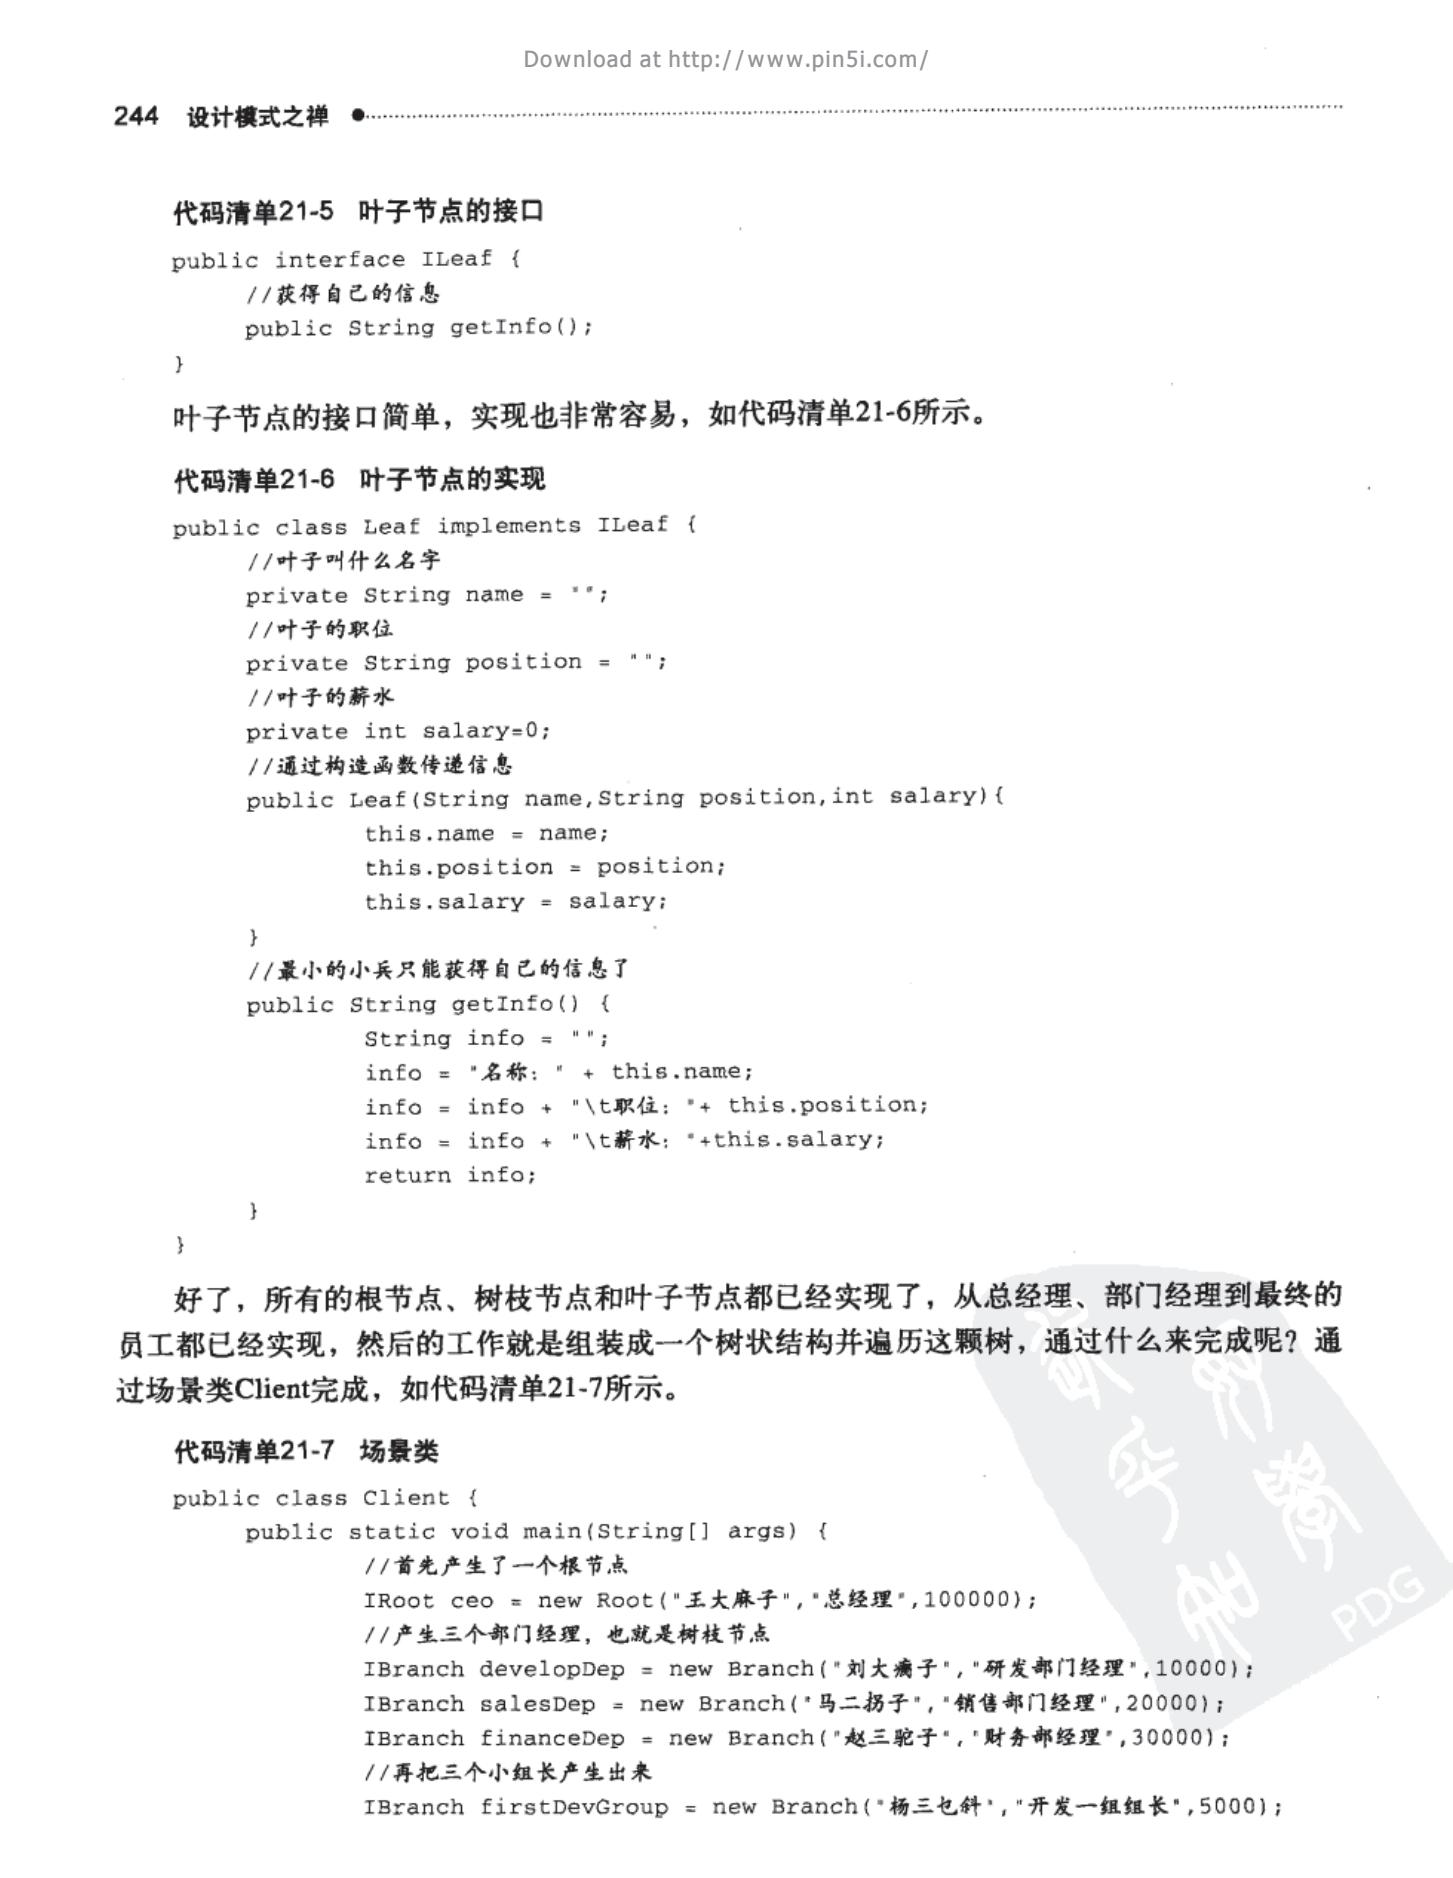 Download at http://www.pin5i.com/
244 设计模式之禅
代码清单21-5 叶子节点的接口
public interface ILeaf {
//获得自己的信息
public String getInfo();
}
叶子节点的接口简单，实现也非常容易，如代码清单21-6所示。
代码清单21-6 叶子节点的实现
public class Leaf implements ILeaf {
//叶子叫什么名字
private String name = "";
//叶子的职位
private String position = "";
//叶子的薪水
private int salary=0;
//通过构造函数传递信息
public Leaf(String name,String position,int salary){
this.name = name;
this.position = position;
this.salary = salary;
}
//最小的小兵只能获得自己的信息了
public String getInfo() {
String info = "";
info = "名称：" + this.name;
info = info + "\t职位："+ this.position;
info = info + "\t薪水："+this.salary;
return info;
}
}
好了，所有的根节点、树枝节点和叶子节点都已经实现了，从总经理、部门经理到最终的
员工都已经实现，然后的工作就是组装成一个树状结构并遍历这颗树，通过什么来完成呢？通
过场景类Client完成，如代码清单21-7所示。
代码清单21-7 场景类
public class Client {
public static void main(String[] args) {
//首先产生了一个根节点
IRoot ceo = new Root("王大麻子","总经理",100000);
//产生三个部门经理，也就是树枝节点
IBranch developDep = new Branch("刘大瘸子","研发部门经理",10000);
IBranch salesDep = new Branch("马二拐子","销售部门经理",20000);
IBranch financeDep = new Branch("赵三驼子","财务部经理",30000);
//再把三个小组长产生出来
IBranch firstDevGroup = new Branch("杨三乜斜","开发一组组长",5000);
PDG